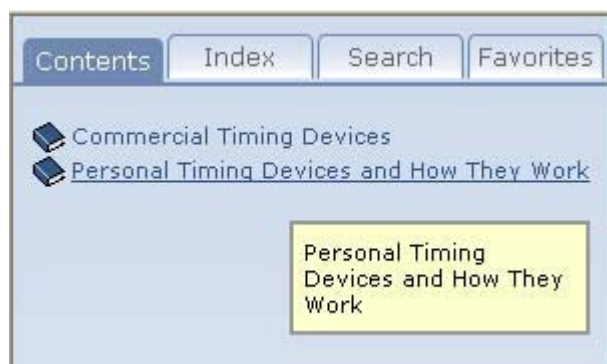 Contents Index Search Favorites
Commercial Timing Devices
Personal Timing Devices and How They Work
Personal Timing
Devices and How They
Work